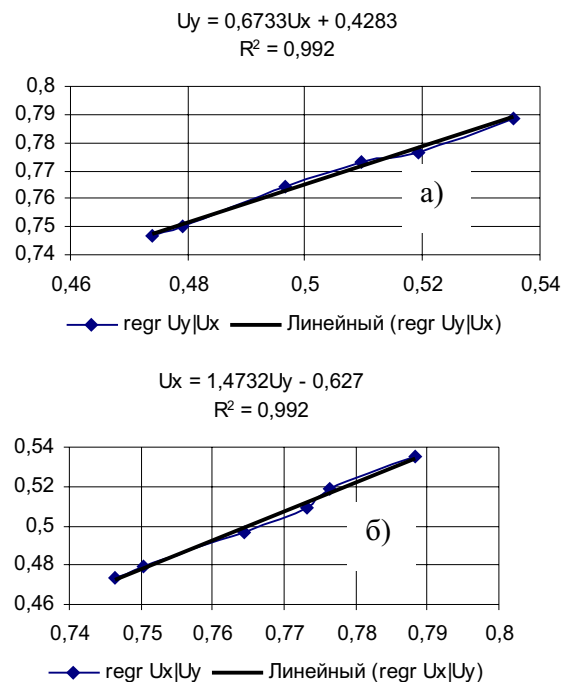 Uy = 0,6733Ux + 0,4283
R² = 0,992
0,8
0,79
0,78
0,77
0,76
0,75
0,74
а)
0,46 0,48 0,5 0,52 0,54
regr Uy|Ux Линейный (regr Uy|Ux)
Ux = 1,4732Uy - 0,627
R² = 0,992
0,54
0,52
0,5
0,48
0,46
б)
0,74 0,75 0,76 0,77 0,78 0,79 0,8
regr Ux|Uy Линейный (regr Ux|Uy)